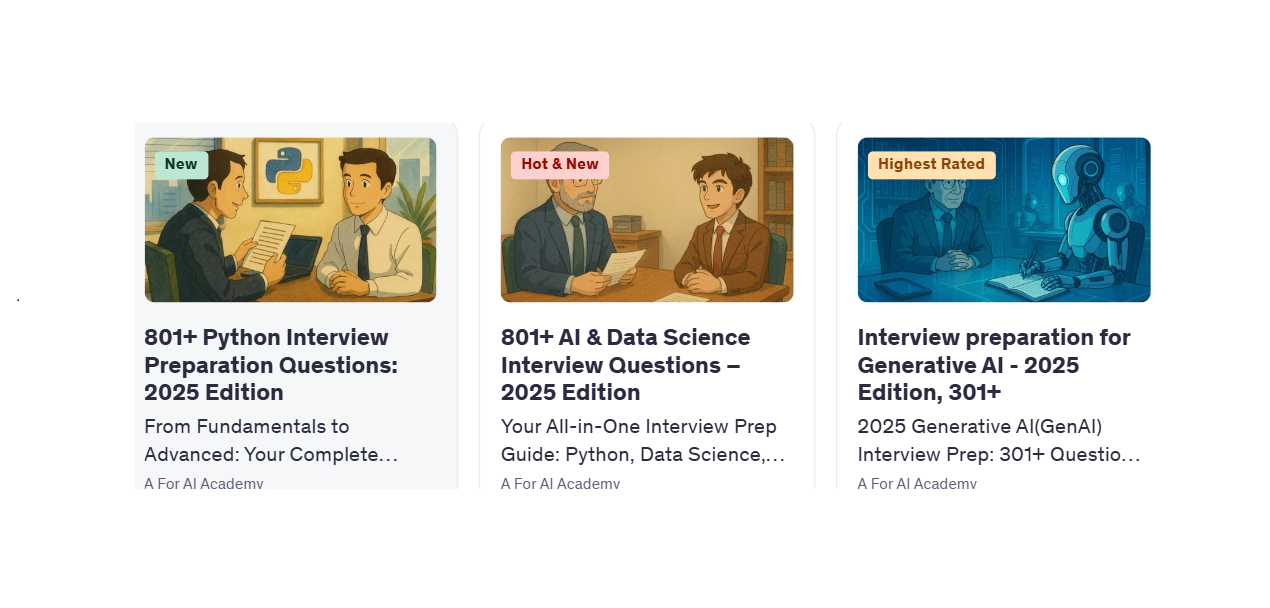 New
801+ Python Interview
Preparation Questions:
2025 Edition
From Fundamentals to
Advanced: Your Complete...
A For AI Academy
Hot & New
801+ AI & Data Science
Interview Questions –
2025 Edition
Your All-in-One Interview Prep
Guide: Python, Data Science,...
A For AI Academy
Highest Rated
Interview preparation for
Generative AI - 2025
Edition, 301+
2025 Generative AI(GenAI)
Interview Prep: 301+ Questio...
A For AI Academy